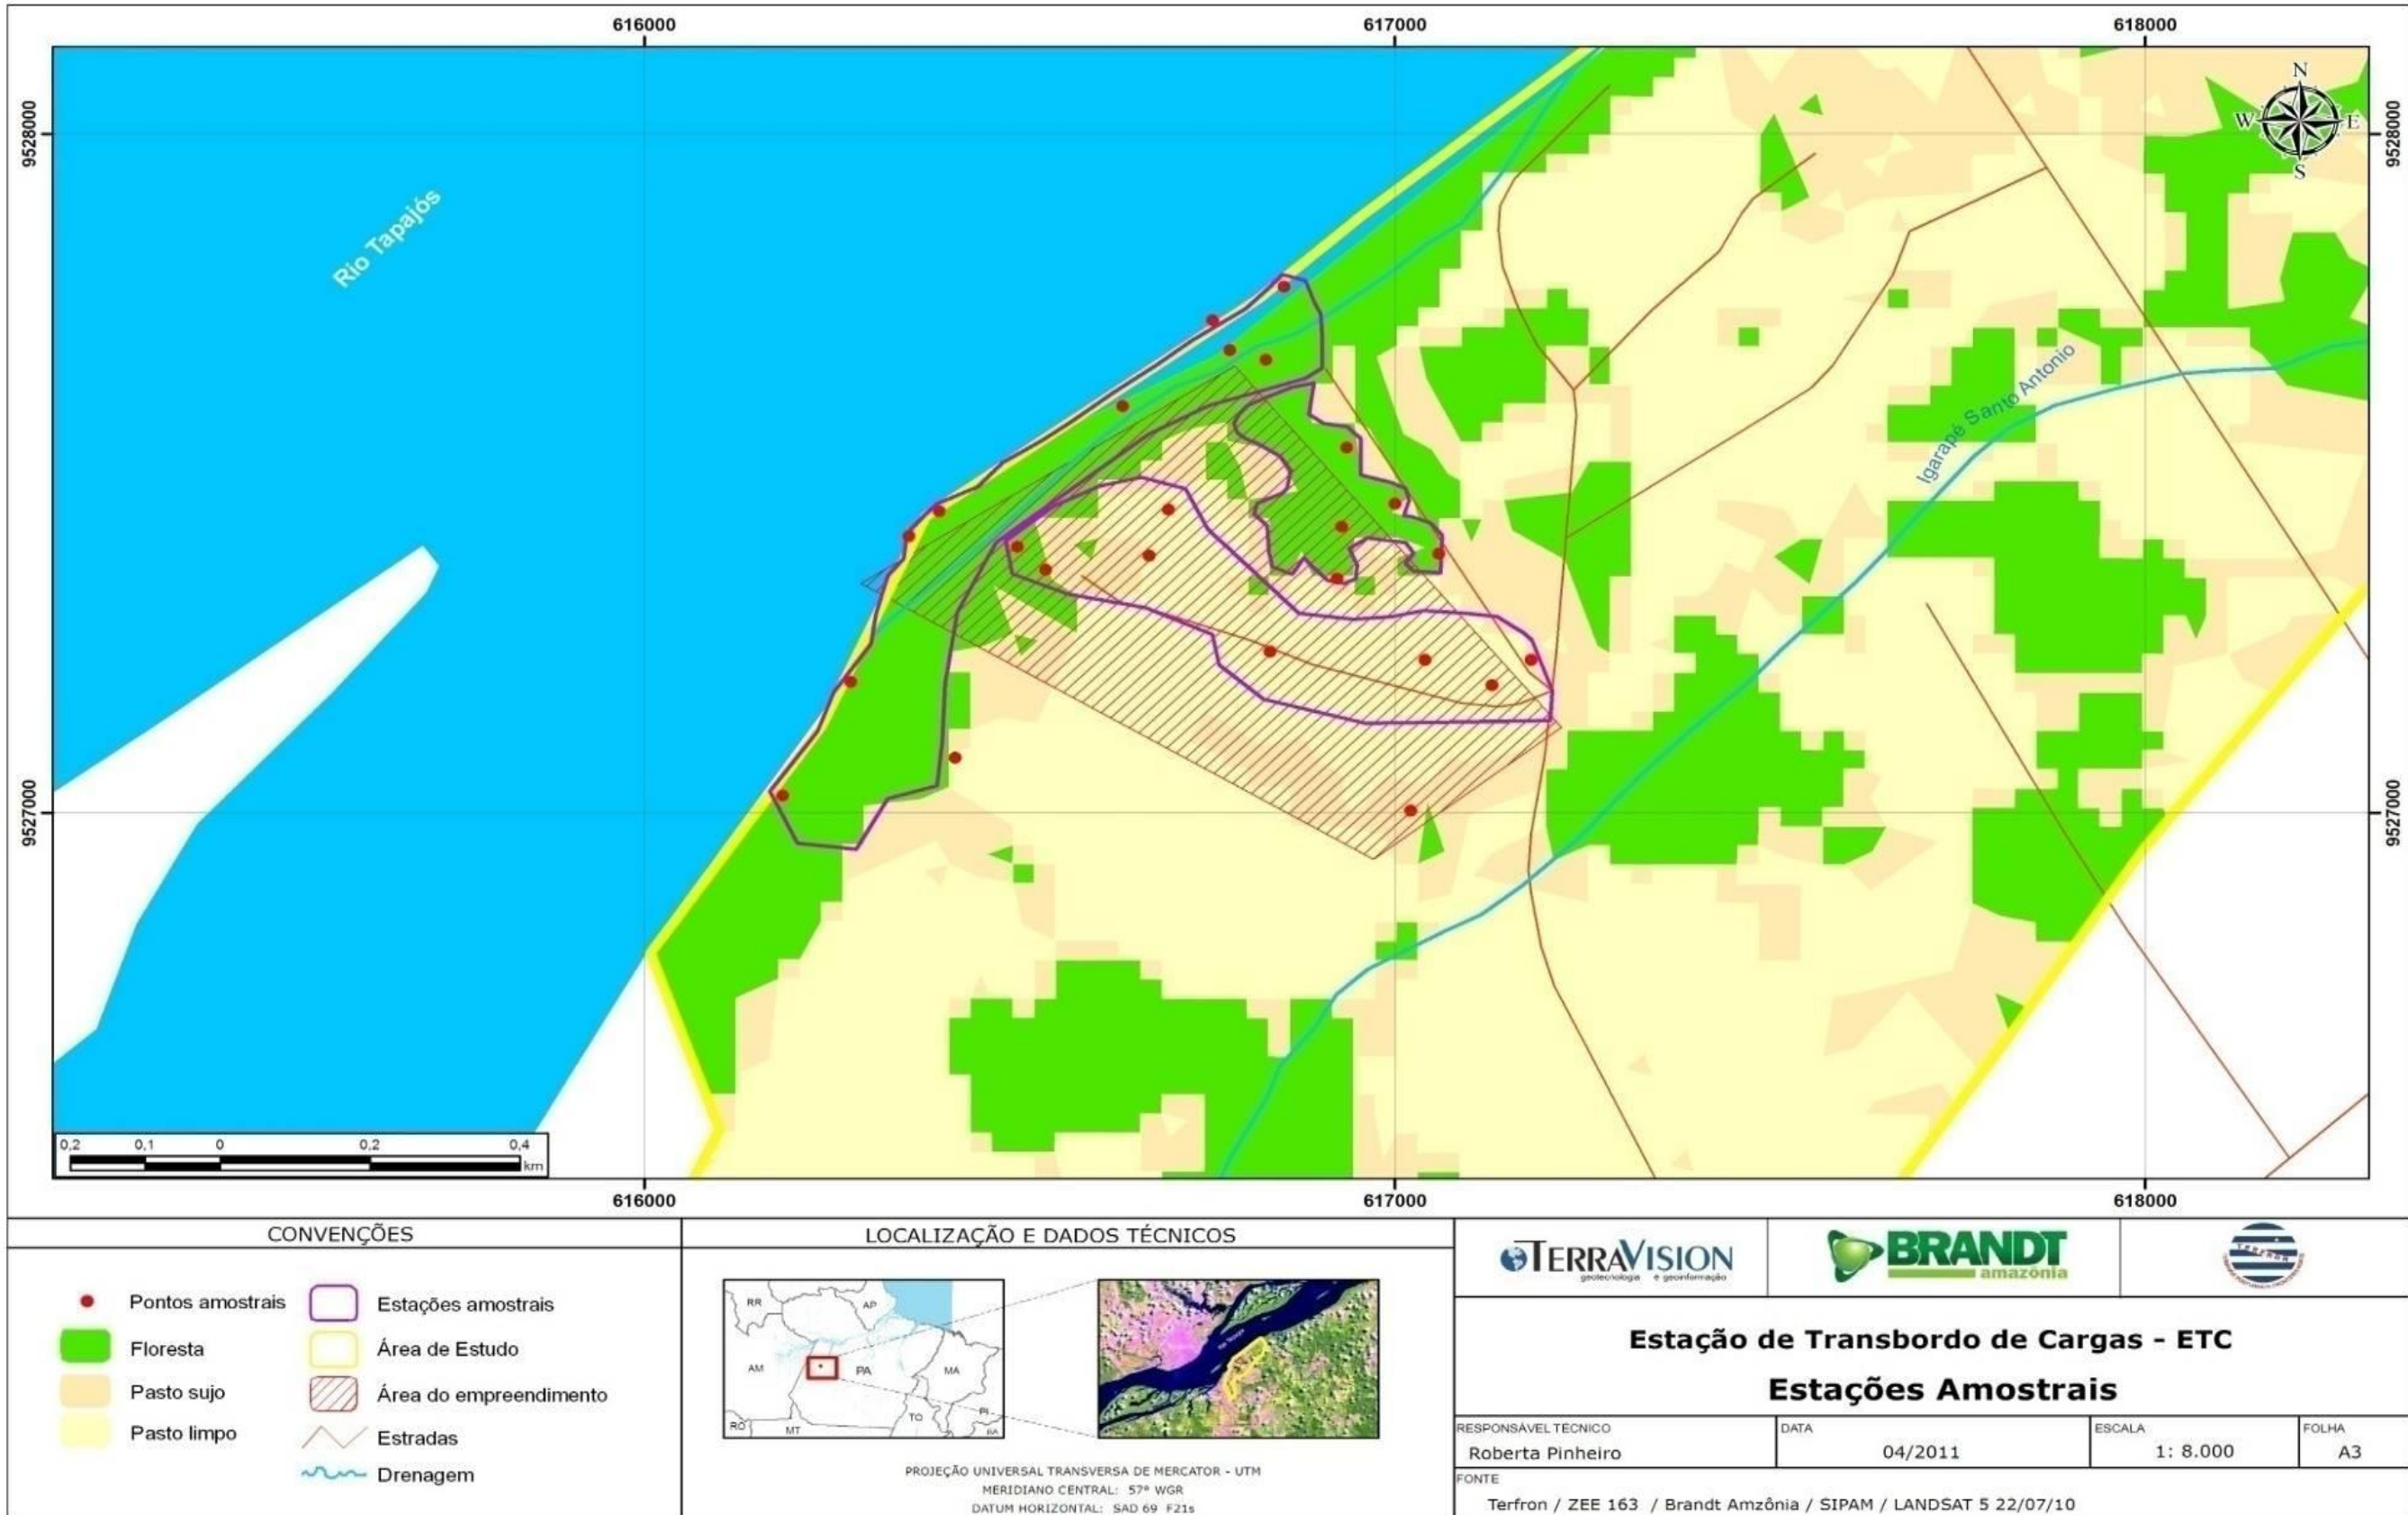 616000
617000
618000
9528000
9528000
N
W
E
S
Rio Tapajós
Igarapé Santo Antonio
9527000
9527000
0,2
0,1
0
0,2
0,4
km
616000
617000
618000
CONVENÇÕES
Pontos amostrais
Floresta
Pasto sujo
Pasto limpo
Estações amostrais
Área de Estudo
Área do empreendimento
Estradas
Drenagem
LOCALIZAÇÃO E DADOS TÉCNICOS
RR
AP
AM
PA
MA
RO
MT
TO
PI
BA
PROJEÇÃO UNIVERSAL TRANSVERSA DE MERCATOR - UTM
MERIDIANO CENTRAL: 57º WGR
DATUM HORIZONTAL: SAD 69 F21s
TERRAVISION
geotecnologia e geoinformação
BRANDT
amazônia
Terfron
Estação de Transbordo de Cargas - ETC
Estações Amostrais
RESPONSÁVEL TÉCNICO
Roberta Pinheiro
DATA
04/2011
ESCALA
1: 8.000
FOLHA
A3
FONTE
Terfron / ZEE 163 / Brandt Amzônia / SIPAM / LANDSAT 5 22/07/10